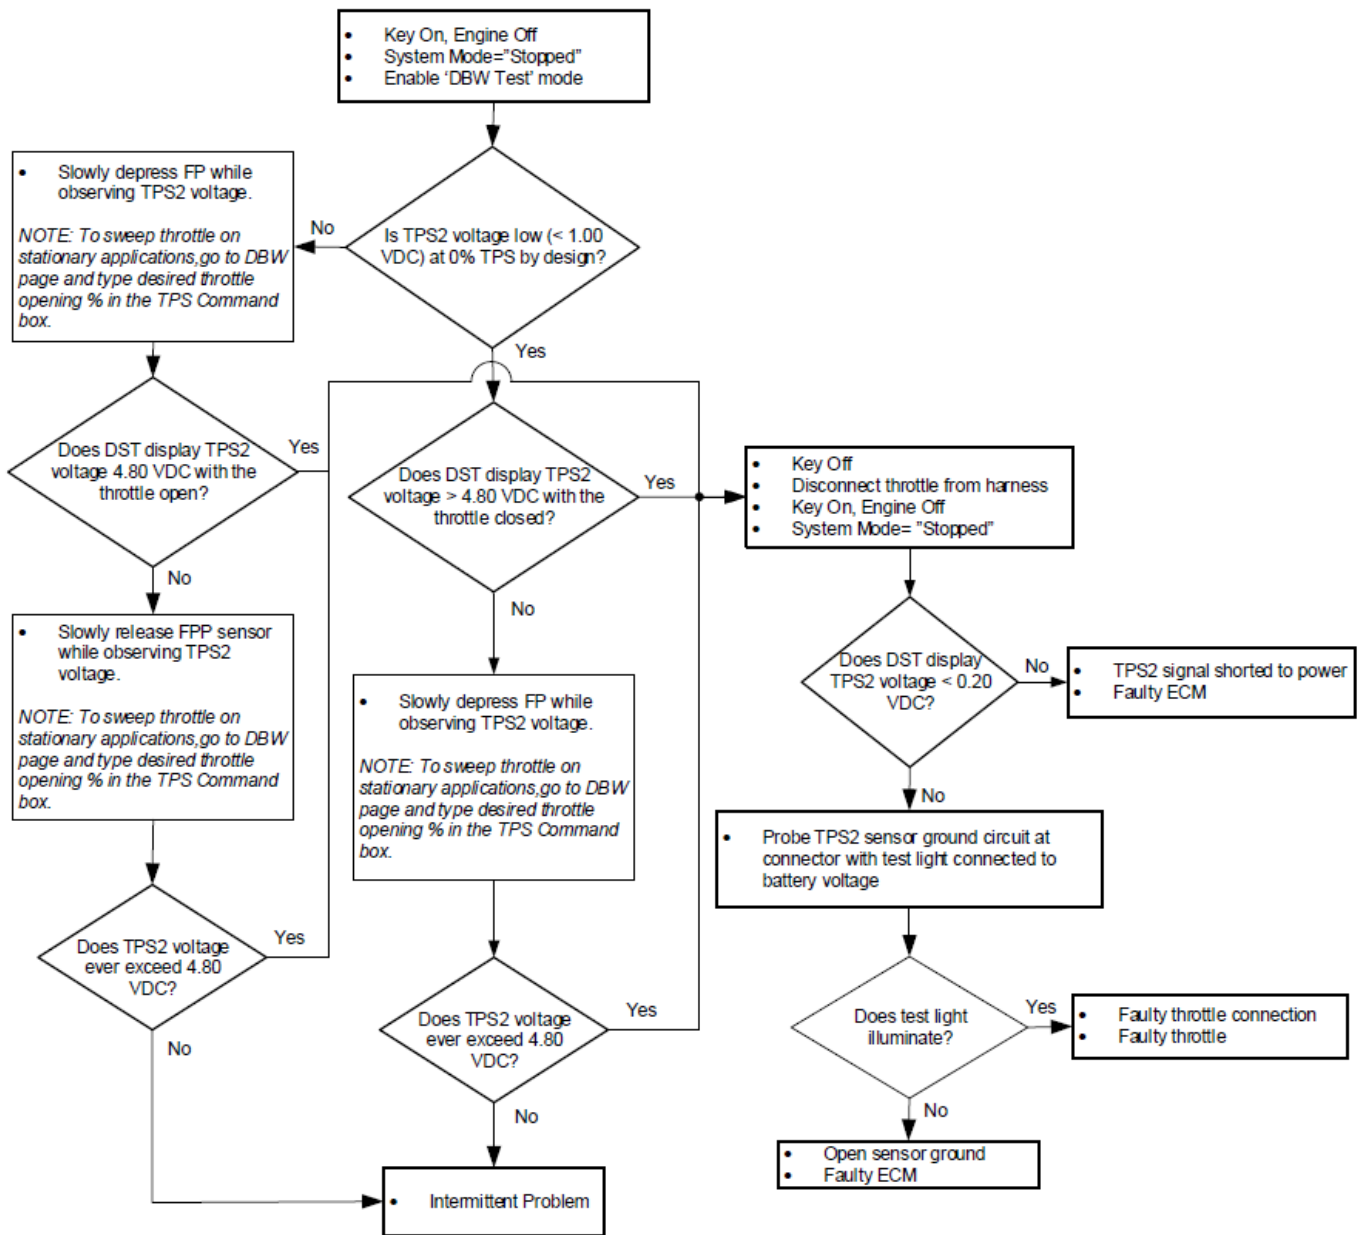 • Key On, Engine Off
• System Mode="Stopped"
• Enable 'DBW Test' mode
• Slowly depress FP while
observing TPS2 voltage.
NOTE: To sweep throttle on
stationary applications,go to DBW
page and type desired throttle
opening % in the TPS Command
box.
No
Is TPS2 voltage low (< 1.00
VDC) at 0% TPS by design?
Yes
Does DST display TPS2
voltage 4.80 VDC with the
throttle open?
Yes
No
Does DST display TPS2
voltage > 4.80 VDC with the
throttle closed?
Yes
No
• Key Off
• Disconnect throttle from harness
• Key On, Engine Off
• System Mode= "Stopped"
• Slowly release FPP sensor
while observing TPS2
voltage.
NOTE: To sweep throttle on
stationary applications,go to DBW
page and type desired throttle
opening % in the TPS Command
box.
• Slowly depress FP while
observing TPS2 voltage.
NOTE: To sweep throttle on
stationary applications,go to DBW
page and type desired throttle
opening % in the TPS Command
box.
Does DST display
TPS2 voltage < 0.20
VDC?
No
• TPS2 signal shorted to power
• Faulty ECM
No
• Probe TPS2 sensor ground circuit at
connector with test light connected to
battery voltage
Does TPS2 voltage
ever exceed 4.80
VDC?
Yes
No
Does TPS2 voltage
ever exceed 4.80
VDC?
Yes
No
Does test light
illuminate?
Yes
• Faulty throttle connection
• Faulty throttle
No
• Open sensor ground
• Faulty ECM
• Intermittent Problem